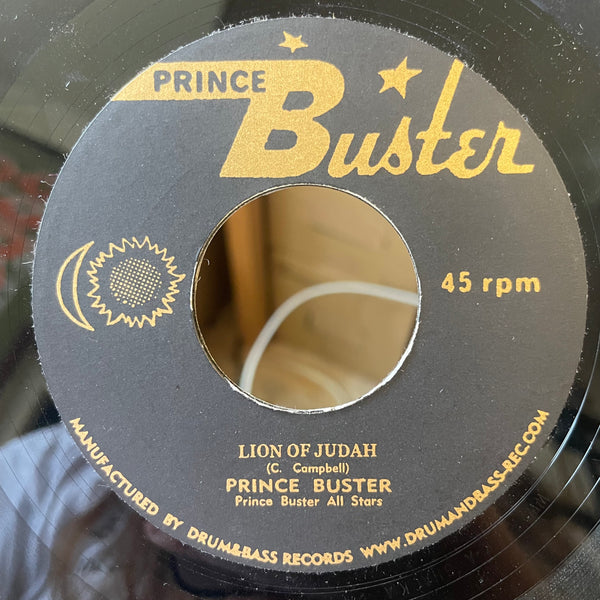 PRINCE
Buster
45 rpm
LION OF JUDAH
(C. Campbell)
PRINCE BUSTER
Prince Buster All Stars
MANUFACTURED BY DRUM&BASS RECORDS WWW.DRUMANDBASS-REC.COM